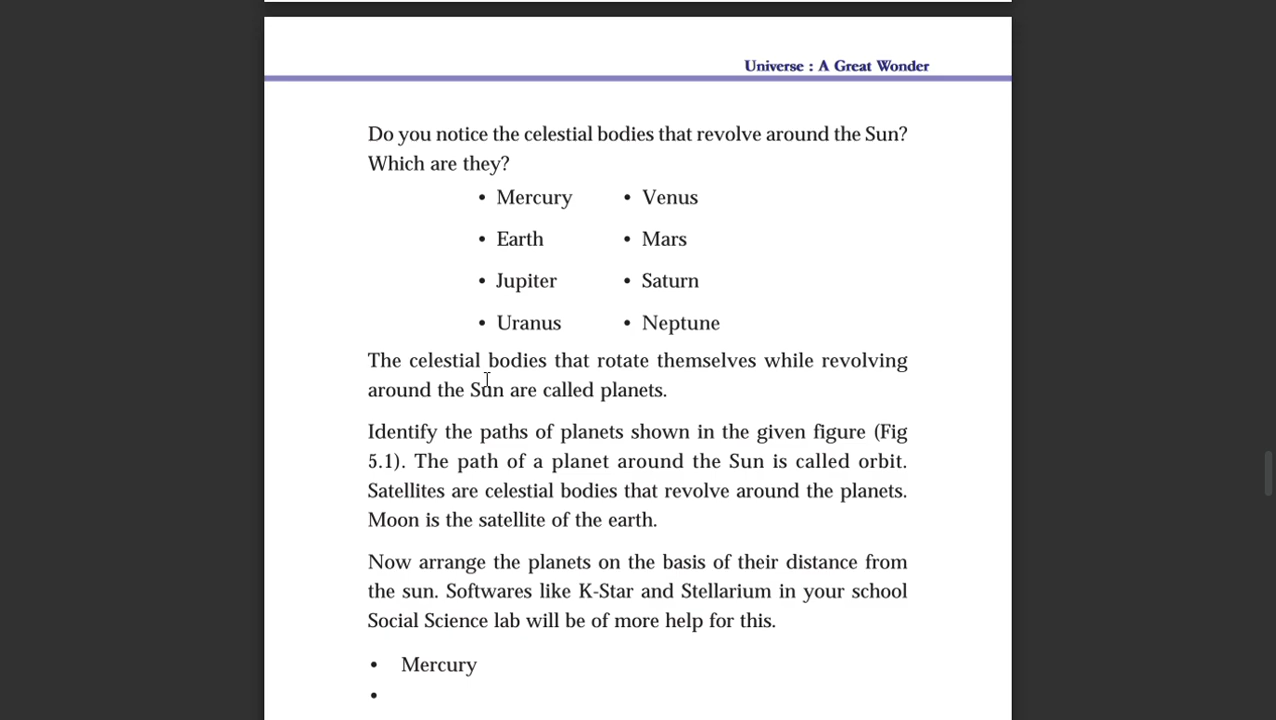 Universe : A Great Wonder
Do you notice the celestial bodies that revolve around the Sun?
Which are they?
• Mercury • Venus
• Earth • Mars
• Jupiter • Saturn
• Uranus • Neptune
The celestial bodies that rotate themselves while revolving
around the Sun are called planets.
Identify the paths of planets shown in the given figure (Fig
5.1). The path of a planet around the Sun is called orbit.
Satellites are celestial bodies that revolve around the planets.
Moon is the satellite of the earth.
Now arrange the planets on the basis of their distance from
the sun. Softwares like K-Star and Stellarium in your school
Social Science lab will be of more help for this.
• Mercury
•